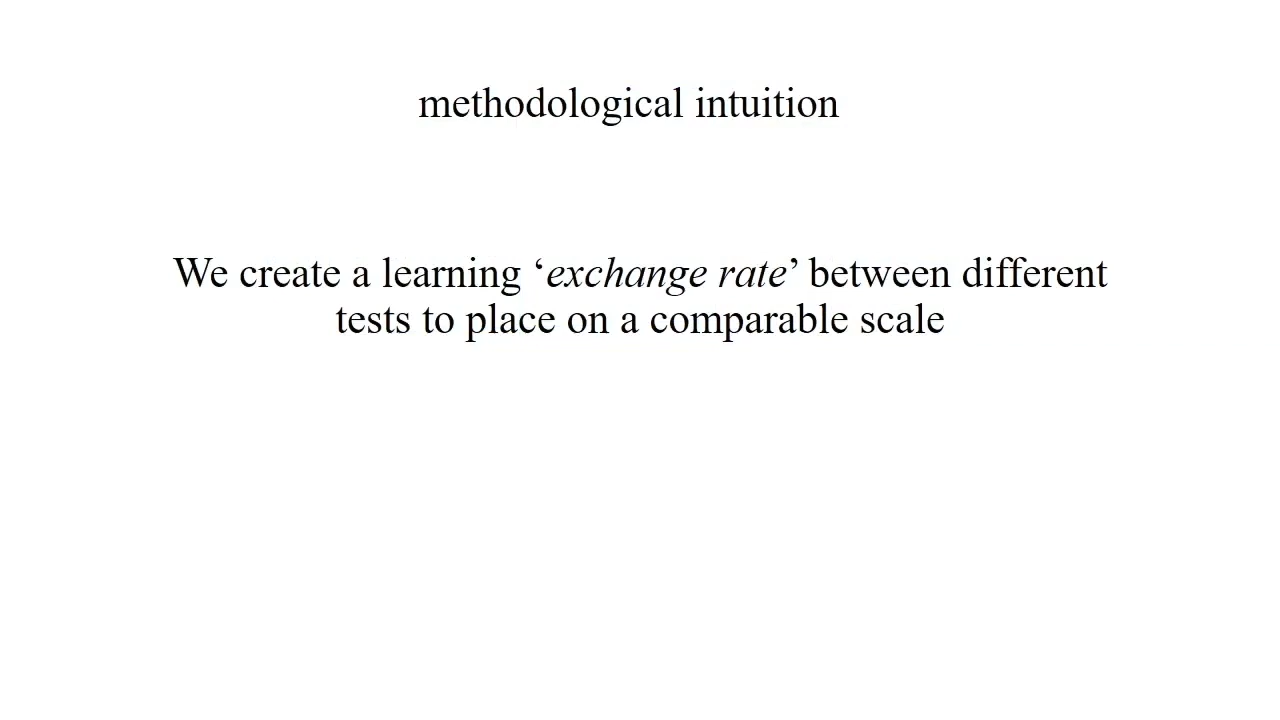 methodological intuition
We create a learning ‘exchange rate’ between different
tests to place on a comparable scale